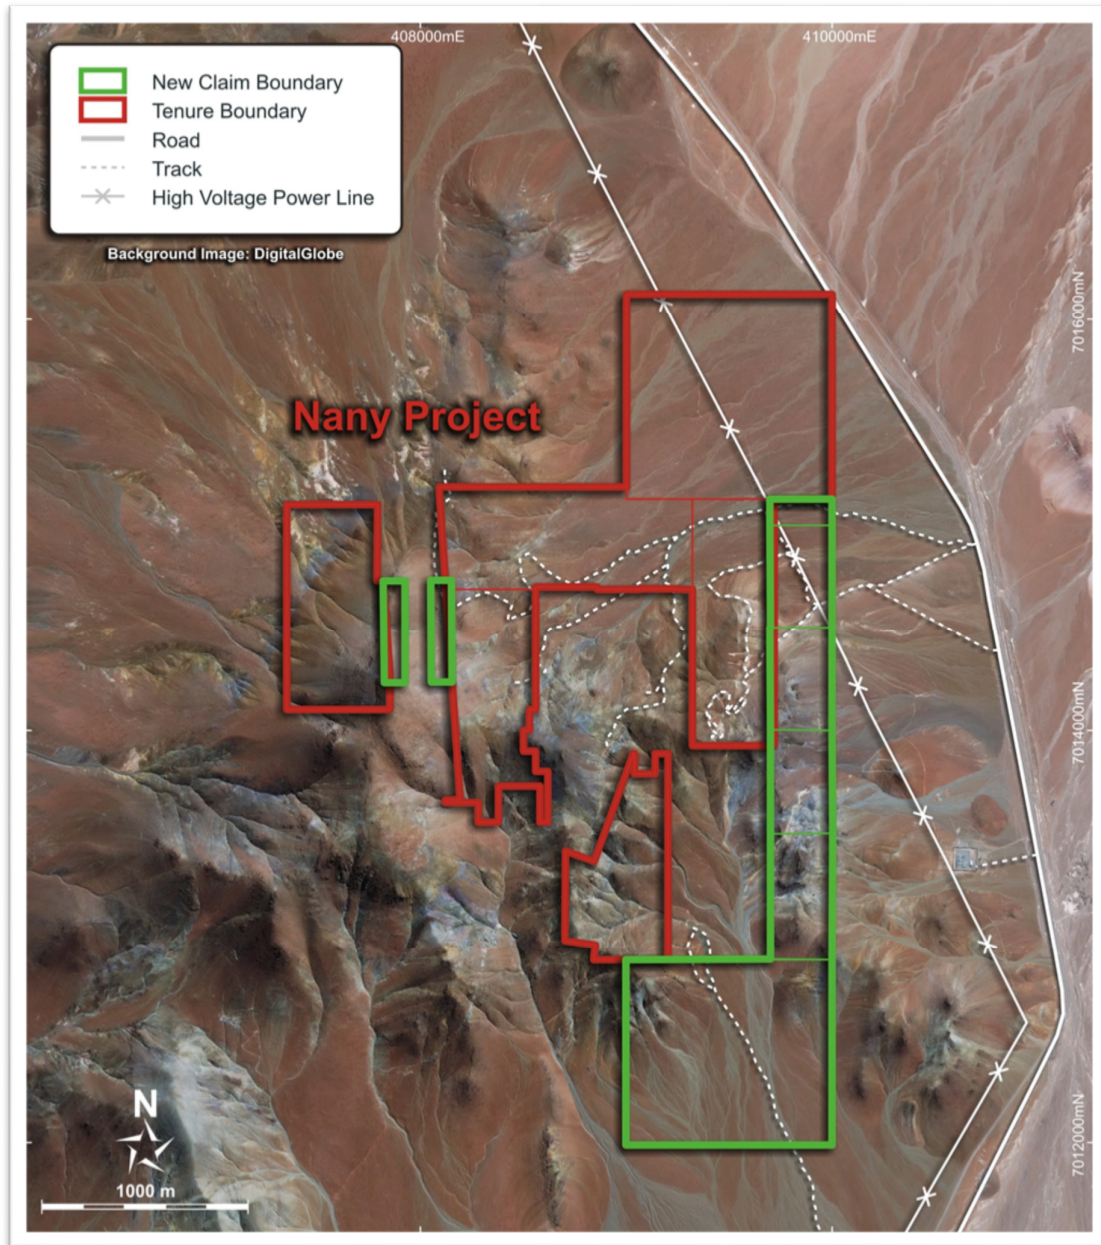 408000mE
410000mE
New Claim Boundary
Tenure Boundary
Road
Track
High Voltage Power Line
Background Image: DigitalGlobe
7016000mN
Nany Project
7014000mN
7012000mN
N
1000 m